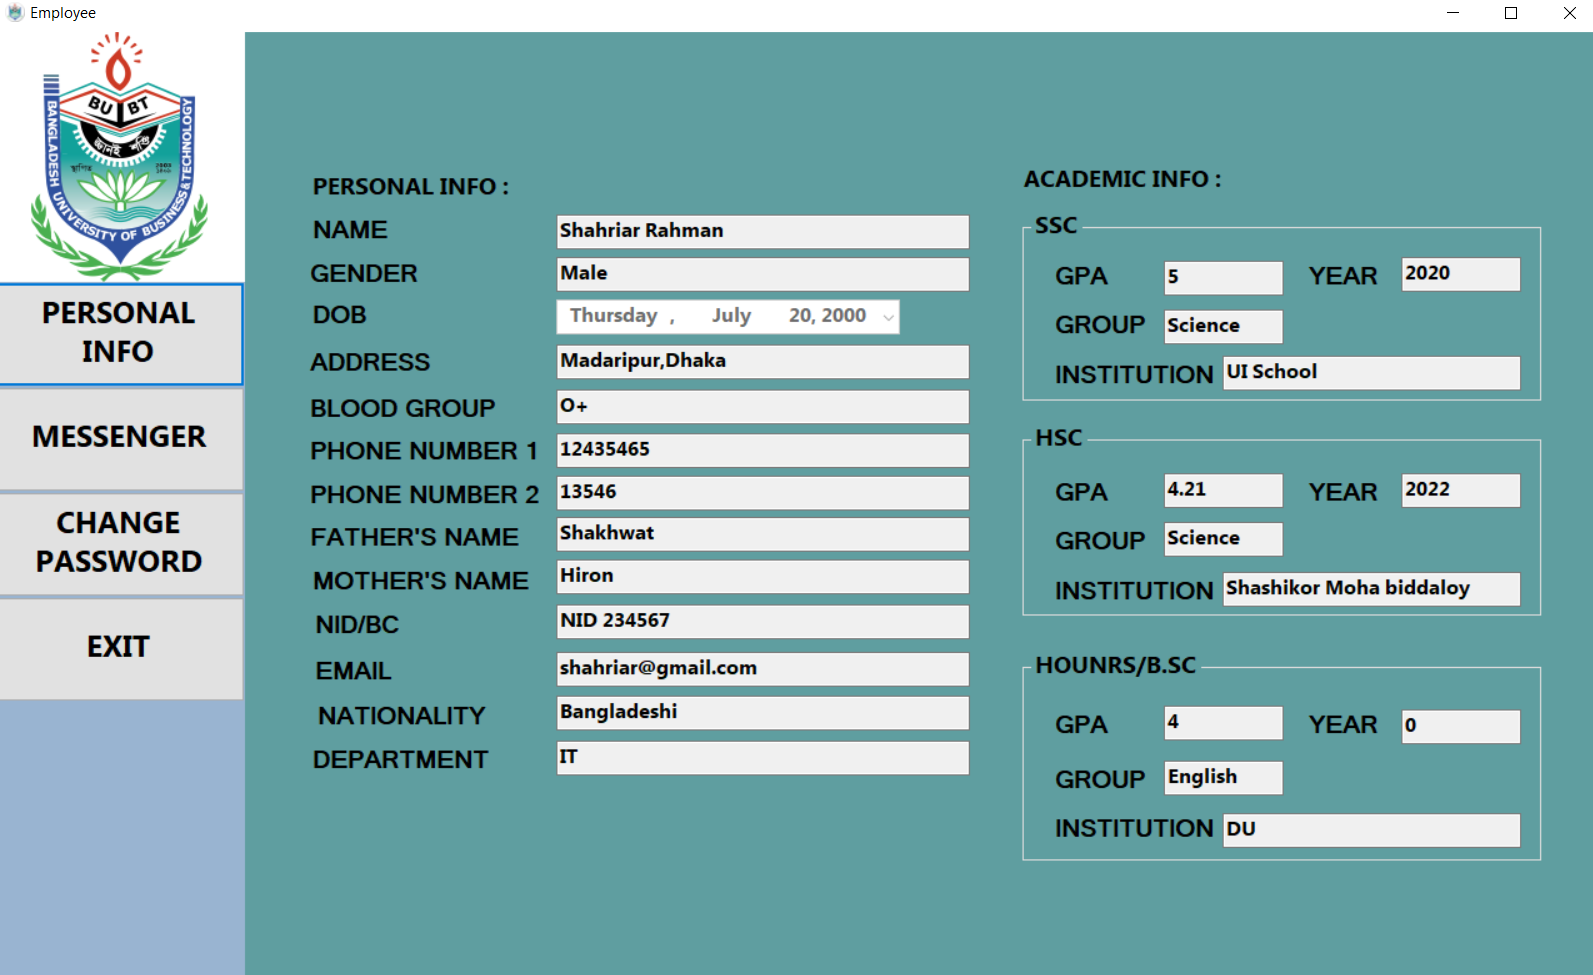 Employee
BU BT
জ্ঞানই শক্তি
স্থাপিত
2003
BANGLADESH UNIVERSITY OF BUSINESS & TECHNOLOGY
PERSONAL
INFO
MESSENGER
CHANGE
PASSWORD
EXIT
PERSONAL INFO :
NAME Shahriar Rahman
GENDER Male
DOB Thursday , July 20, 2000
ADDRESS Madaripur,Dhaka
BLOOD GROUP O+
PHONE NUMBER 1 12435465
PHONE NUMBER 2 13546
FATHER'S NAME Shakhwat
MOTHER'S NAME Hiron
NID/BC NID 234567
EMAIL shahriar@gmail.com
NATIONALITY Bangladeshi
DEPARTMENT IT
ACADEMIC INFO :
SSC
GPA 5 YEAR 2020
GROUP Science
INSTITUTION UI School
HSC
GPA 4.21 YEAR 2022
GROUP Science
INSTITUTION Shashikor Moha biddaloy
HOUNRS/B.SC
GPA 4 YEAR 0
GROUP English
INSTITUTION DU